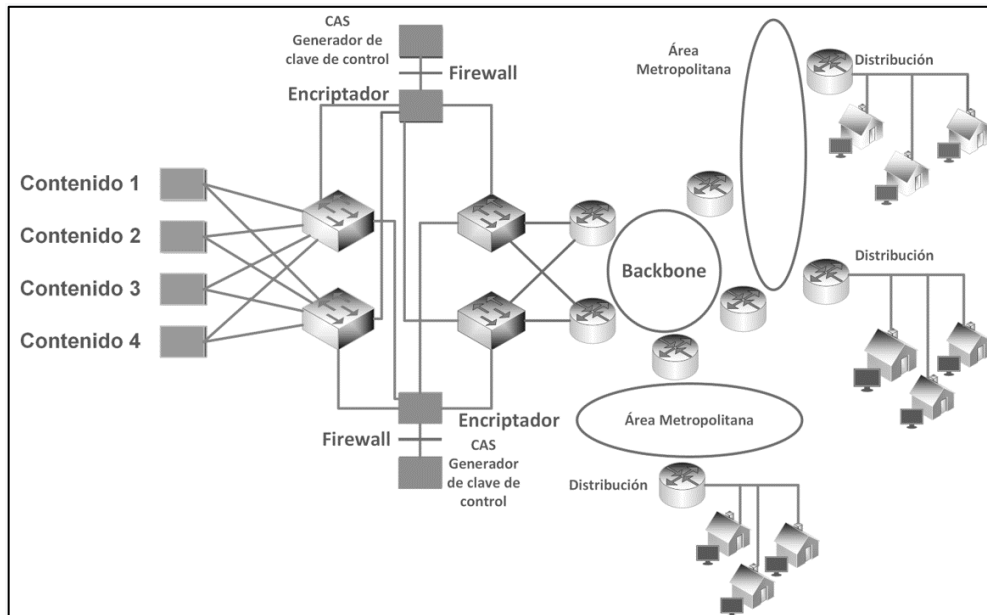 CAS
Generador de
clave de control
Firewall
Encriptador
Área
Metropolitana
Distribución
Contenido 1
Contenido 2
Contenido 3
Contenido 4
Backbone
Distribución
Encriptador
Firewall
CAS
Generador
de clave de
control
Área Metropolitana
Distribución